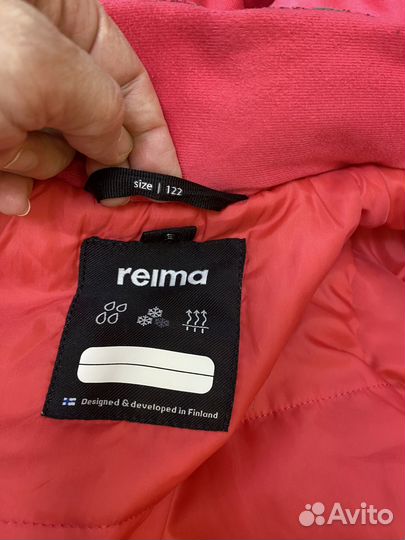 size | 122
reima
Designed & developed in Finland
Avito